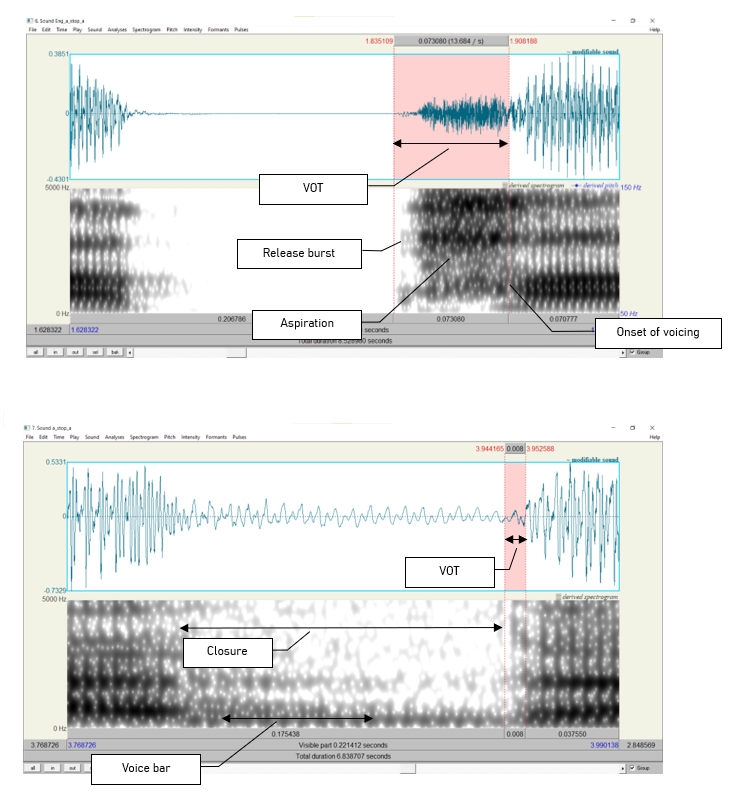 6. Sound Eng_a_stop_a
File Edit Time Play Sound Analyses Spectrogram Pitch Intensity Formants Pulses Help
1.835109 0.073080 (13.684 / s) 1.908188
0.3851 ~ modifiable sound
0
-0.4301
5000 Hz derived spectrogram derived pitch 150 Hz
VOT
Release burst
Aspiration
Onset of voicing
0 Hz 50 Hz
0.206786 0.073080 0.070777
1.628322 1.628322 seconds
Total duration 8.528980 seconds
all in out sel bak Group
7. Sound a_stop_a
File Edit Time Play Sound Analyses Spectrogram Pitch Intensity Formants Pulses Help
3.944165 0.008 3.952588
0.5331 ~ modifiable sound
0
VOT
-0.7329
5000 Hz derived spectrogram
Closure
0 Hz
0.175438 0.008 0.037550
3.768726 3.768726 Visible part 0.221412 seconds 3.990138 2.848569
Total duration 6.838707 seconds
all in out Group
Voice bar